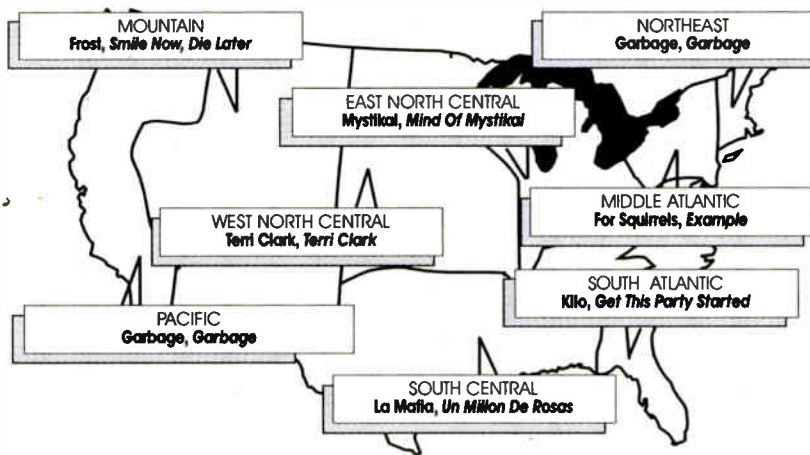 MOUNTAIN
Frost, Smile Now, Die Later
NORTHEAST
Garbage, Garbage
EAST NORTH CENTRAL
Mystikal, Mind Of Mystikal
WEST NORTH CENTRAL
Terri Clark, Terri Clark
MIDDLE ATLANTIC
For Squirrels, Example
SOUTH ATLANTIC
Kilo, Get This Party Started
PACIFIC
Garbage, Garbage
SOUTH CENTRAL
La Mafia, Un Million De Rosas